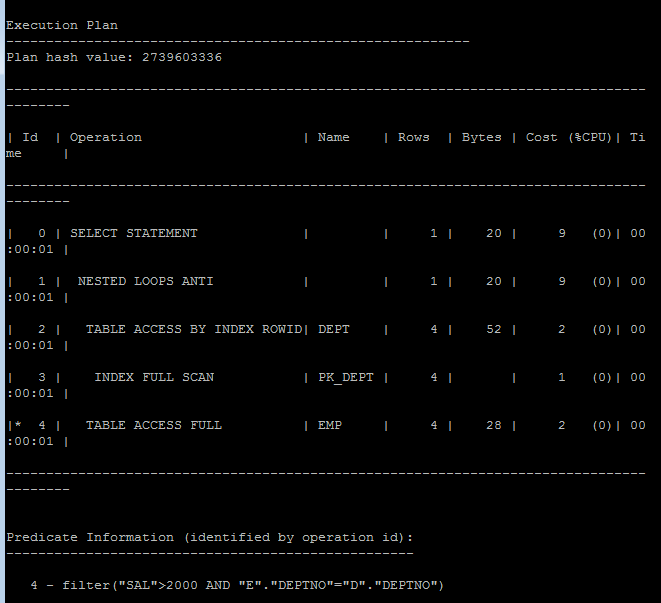 Execution Plan
----------------------------------------------------------
Plan hash value: 2739603336

--------------------------------------------------------------------------------
--------

| Id  | Operation                    | Name    | Rows  | Bytes | Cost (%CPU)| Ti
me     |

--------------------------------------------------------------------------------
--------

|   0 | SELECT STATEMENT             |         |     1 |    20 |     9   (0)| 00
:00:01 |

|   1 |  NESTED LOOPS ANTI           |         |     1 |    20 |     9   (0)| 00
:00:01 |

|   2 |   TABLE ACCESS BY INDEX ROWID| DEPT    |     4 |    52 |     2   (0)| 00
:00:01 |

|   3 |    INDEX FULL SCAN           | PK_DEPT |     4 |       |     1   (0)| 00
:00:01 |

|*  4 |   TABLE ACCESS FULL          | EMP     |     4 |    28 |     2   (0)| 00
:00:01 |

--------------------------------------------------------------------------------
--------


Predicate Information (identified by operation id):
---------------------------------------------------

   4 - filter("SAL">2000 AND "E"."DEPTNO"="D"."DEPTNO")